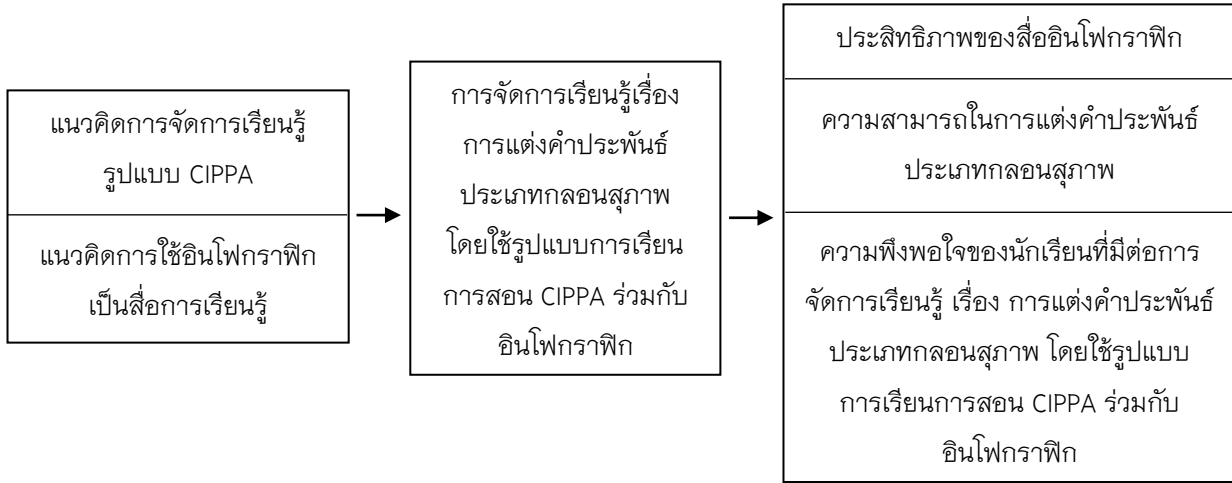 แนวคิดการจัดการเรียนรู้
รูปแบบ CIPPA
แนวคิดการใช้อินโฟกราฟิก
เป็นสื่อการเรียนรู้
การจัดการเรียนรู้เรื่อง
การแต่งคำประพันธ์
ประเภทกลอนสุภาพ
โดยใช้รูปแบบการเรียน
การสอน CIPPA ร่วมกับ
อินโฟกราฟิก
ประสิทธิภาพของสื่ออินโฟกราฟิก
ความสามารถในการแต่งคำประพันธ์
ประเภทกลอนสุภาพ
ความพึงพอใจของนักเรียนที่มีต่อการ
จัดการเรียนรู้ เรื่อง การแต่งคำประพันธ์
ประเภทกลอนสุภาพ โดยใช้รูปแบบ
การเรียนการสอน CIPPA ร่วมกับ
อินโฟกราฟิก